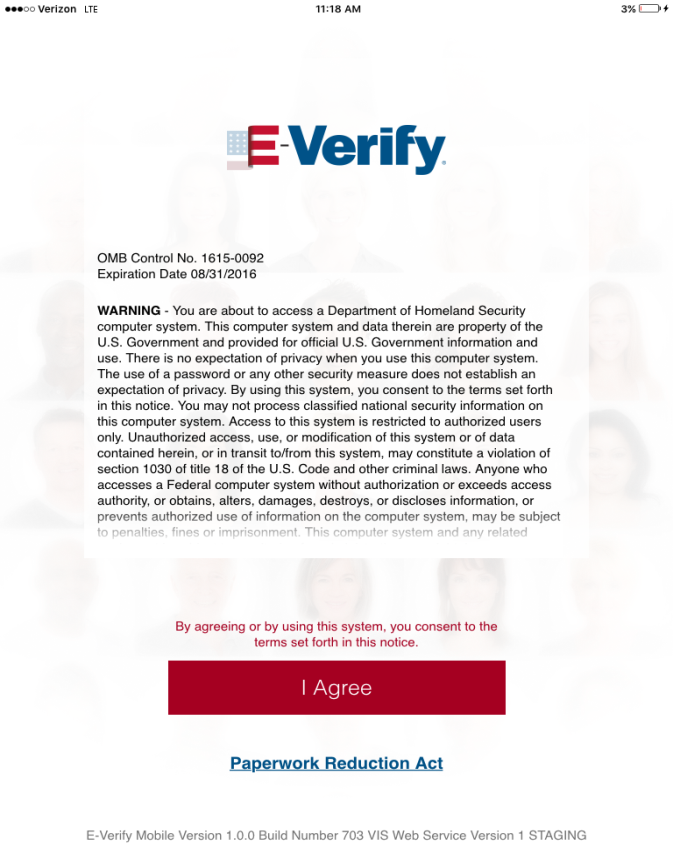 Verizon LTE 11:18 AM 3%
E-Verify
OMB Control No. 1615-0092
Expiration Date 08/31/2016
WARNING - You are about to access a Department of Homeland Security
computer system. This computer system and data therein are property of the
U.S. Government and provided for official U.S. Government information and
use. There is no expectation of privacy when you use this computer system.
The use of a password or any other security measure does not establish an
expectation of privacy. By using this system, you consent to the terms set forth
in this notice. You may not process classified national security information on
this computer system. Access to this system is restricted to authorized users
only. Unauthorized access, use, or modification of this system or of data
contained herein, or in transit to/from this system, may constitute a violation of
section 1030 of title 18 of the U.S. Code and other criminal laws. Anyone who
accesses a Federal computer system without authorization or exceeds access
authority, or obtains, alters, damages, destroys, or discloses information, or
prevents authorized use of information on the computer system, may be subject
to penalties, fines or imprisonment. This computer system and any related
By agreeing or by using this system, you consent to the
terms set forth in this notice.
I Agree
Paperwork Reduction Act
E-Verify Mobile Version 1.0.0 Build Number 703 VIS Web Service Version 1 STAGING